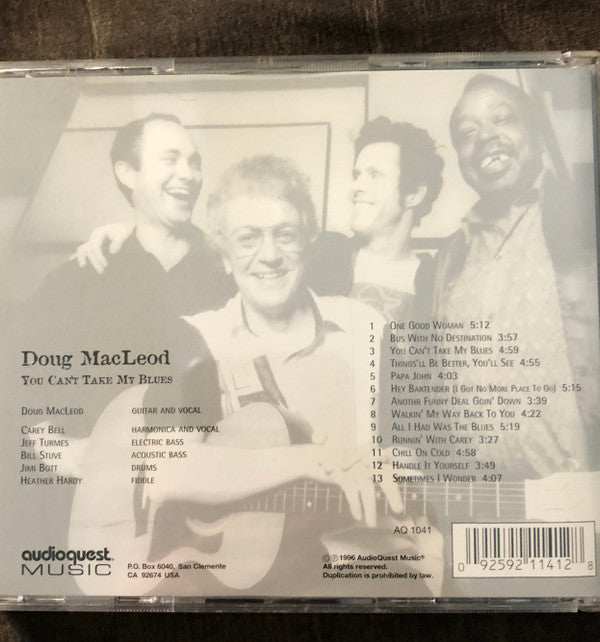 Doug MacLeod
You Can't Take My Blues
Doug MacLeod guitar and vocal
Carey Bell harmonica and vocal
Jeff Turmes electric bass
Bill Stuve acoustic bass
Jimi Bott drums
Heather Hardy fiddle
1 One Good Woman 5:12
2 Bus With No Destination 3:57
3 You Can't Take My Blues 4:59
4 Things'll Be Better, You'll See 4:55
5 Papa John 4:03
6 Hey Bartender (I Gut No More Place To Go) 5:15
7 Anothr Funny Deal Goin' Down 3:39
8 Walkin' My Way Back To You 4:22
9 All I Had Was The Blues 5:19
10 Runnin' With Carey 3:27
11 Chill On Cold 4:58
12 Handle It Yourself 3:49
13 Sometimes I Wonder 4:07
AQ 1041
audioquest
MUSIC
P.O. Box 6040, San Clemente
CA 92674 USA
©℗ 1996 AudioQuest Music®
All rights reserved.
Duplication is prohibited by law.
0 92592 11412 8